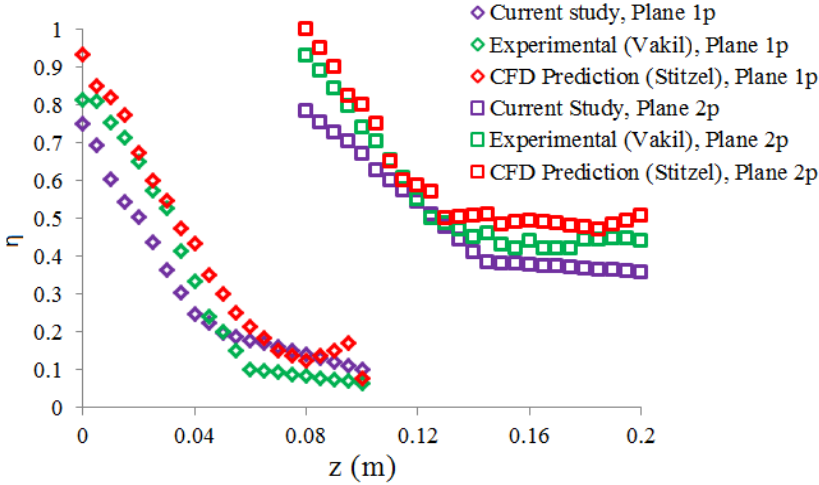 Current study, Plane 1p
Experimental (Vakil), Plane 1p
CFD Prediction (Stitzel), Plane 1p
Current Study, Plane 2p
Experimental (Vakil), Plane 2p
CFD Prediction (Stitzel), Plane 2p
1
0.9
0.8
0.7
0.6
0.5
0.4
0.3
0.2
0.1
0
η
0 0.04 0.08 0.12 0.16 0.2
z (m)